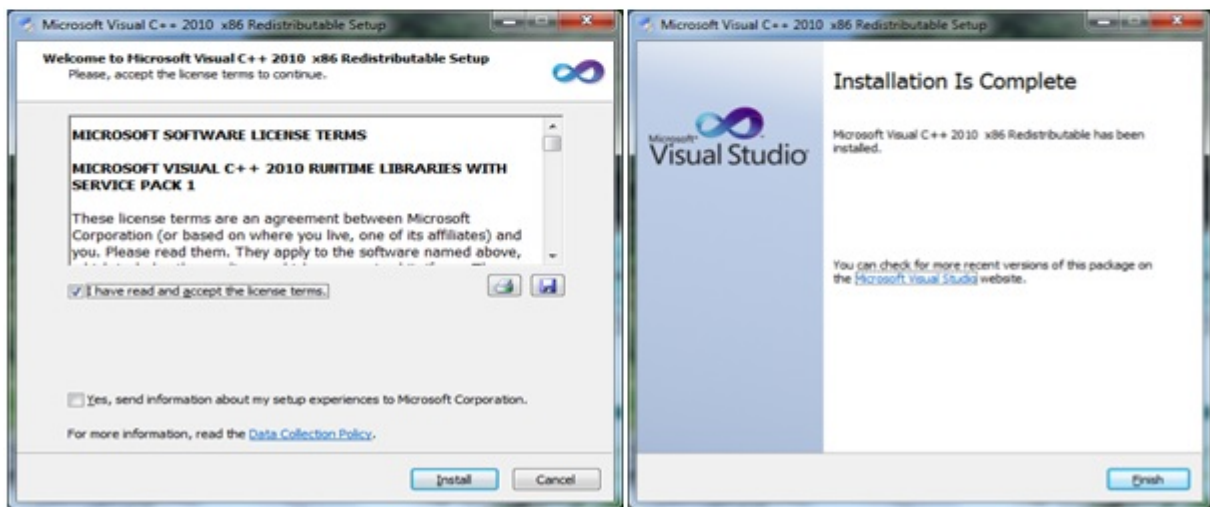 Microsoft Visual C++ 2010 x86 Redistributable Setup
Welcome to Microsoft Visual C++ 2010 x86 Redistributable Setup
Please, accept the license terms to continue.
MICROSOFT SOFTWARE LICENSE TERMS
MICROSOFT VISUAL C++ 2010 RUNTIME LIBRARIES WITH
SERVICE PACK 1
These license terms are an agreement between Microsoft
Corporation (or based on where you live, one of its affiliates) and
you. Please read them. They apply to the software named above,
I have read and accept the license terms.
Yes, send information about my setup experiences to Microsoft Corporation.
For more information, read the Data Collection Policy.
Install
Cancel
Microsoft Visual C++ 2010 x86 Redistributable Setup
Microsoft
Visual Studio
Installation Is Complete
Microsoft Visual C++ 2010 x86 Redistributable has been
installed.
You can check for more recent versions of this package on
the Microsoft Visual Studio website.
Finish